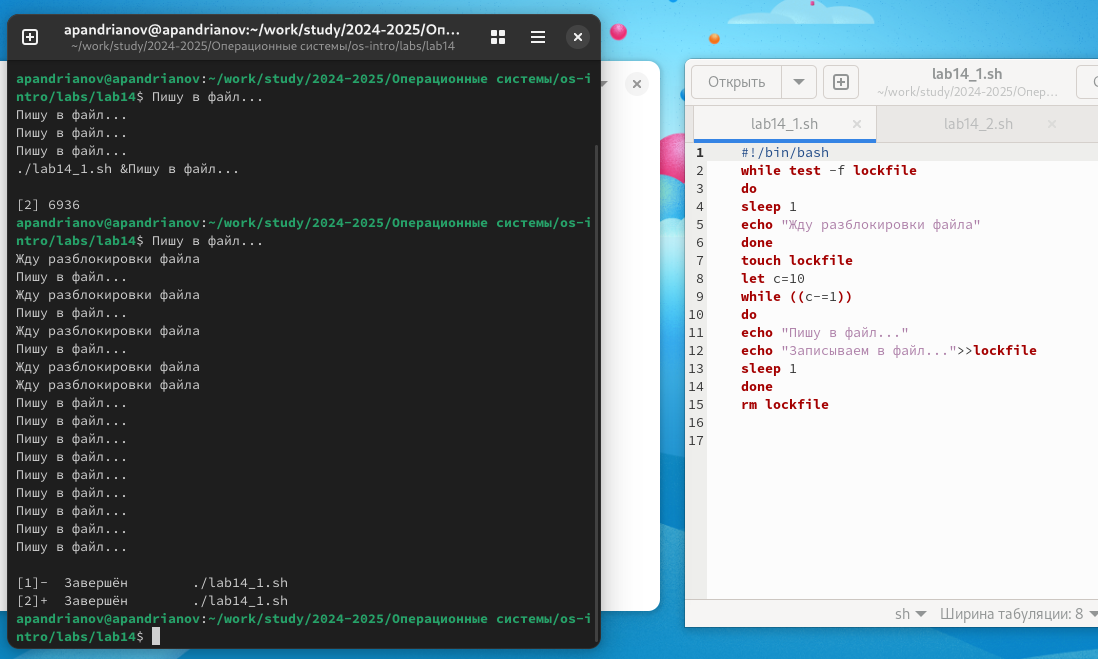 apandrianov@apandrianov:~/work/study/2024-2025/Оп...
~/work/study/2024-2025/Операционные системы/os-intro/labs/lab14
apandrianov@apandrianov:~/work/study/2024-2025/Операционные системы/os-i
ntro/labs/lab14$ Пишу в файл...
Пишу в файл...
Пишу в файл...
Пишу в файл...
./lab14_1.sh &Пишу в файл...
[2] 6936
apandrianov@apandrianov:~/work/study/2024-2025/Операционные системы/os-i
ntro/labs/lab14$ Пишу в файл...
Жду разблокировки файла
Пишу в файл...
Жду разблокировки файла
Пишу в файл...
Жду разблокировки файла
Пишу в файл...
Жду разблокировки файла
Жду разблокировки файла
Пишу в файл...
Пишу в файл...
Пишу в файл...
Пишу в файл...
Пишу в файл...
Пишу в файл...
Пишу в файл...
Пишу в файл...
Пишу в файл...
[1]-  Завершён        ./lab14_1.sh
[2]+  Завершён        ./lab14_1.sh
apandrianov@apandrianov:~/work/study/2024-2025/Операционные системы/os-i
ntro/labs/lab14$
Открыть
lab14_1.sh
~/work/study/2024-2025/Опер...
lab14_1.sh
lab14_2.sh
1 #!/bin/bash
2 while test -f lockfile
3 do
4 sleep 1
5 echo "Жду разблокировки файла"
6 done
7 touch lockfile
8 let c=10
9 while ((c-=1))
10 do
11 echo "Пишу в файл..."
12 echo "Записываем в файл...">>lockfile
13 sleep 1
14 done
15 rm lockfile
16
17
sh Ширина табуляции: 8